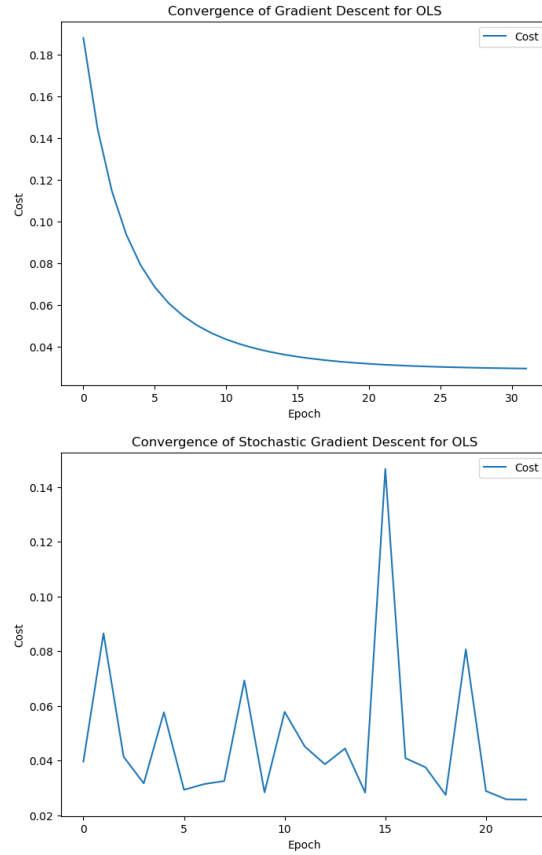 Convergence of Gradient Descent for OLS
Cost
0.18
0.16
0.14
0.12
0.10
0.08
0.06
0.04
Cost
0 5 10 15 20 25 30
Epoch
Convergence of Stochastic Gradient Descent for OLS
Cost
0.14
0.12
0.10
0.08
0.06
0.04
0.02
Cost
0 5 10 15 20
Epoch